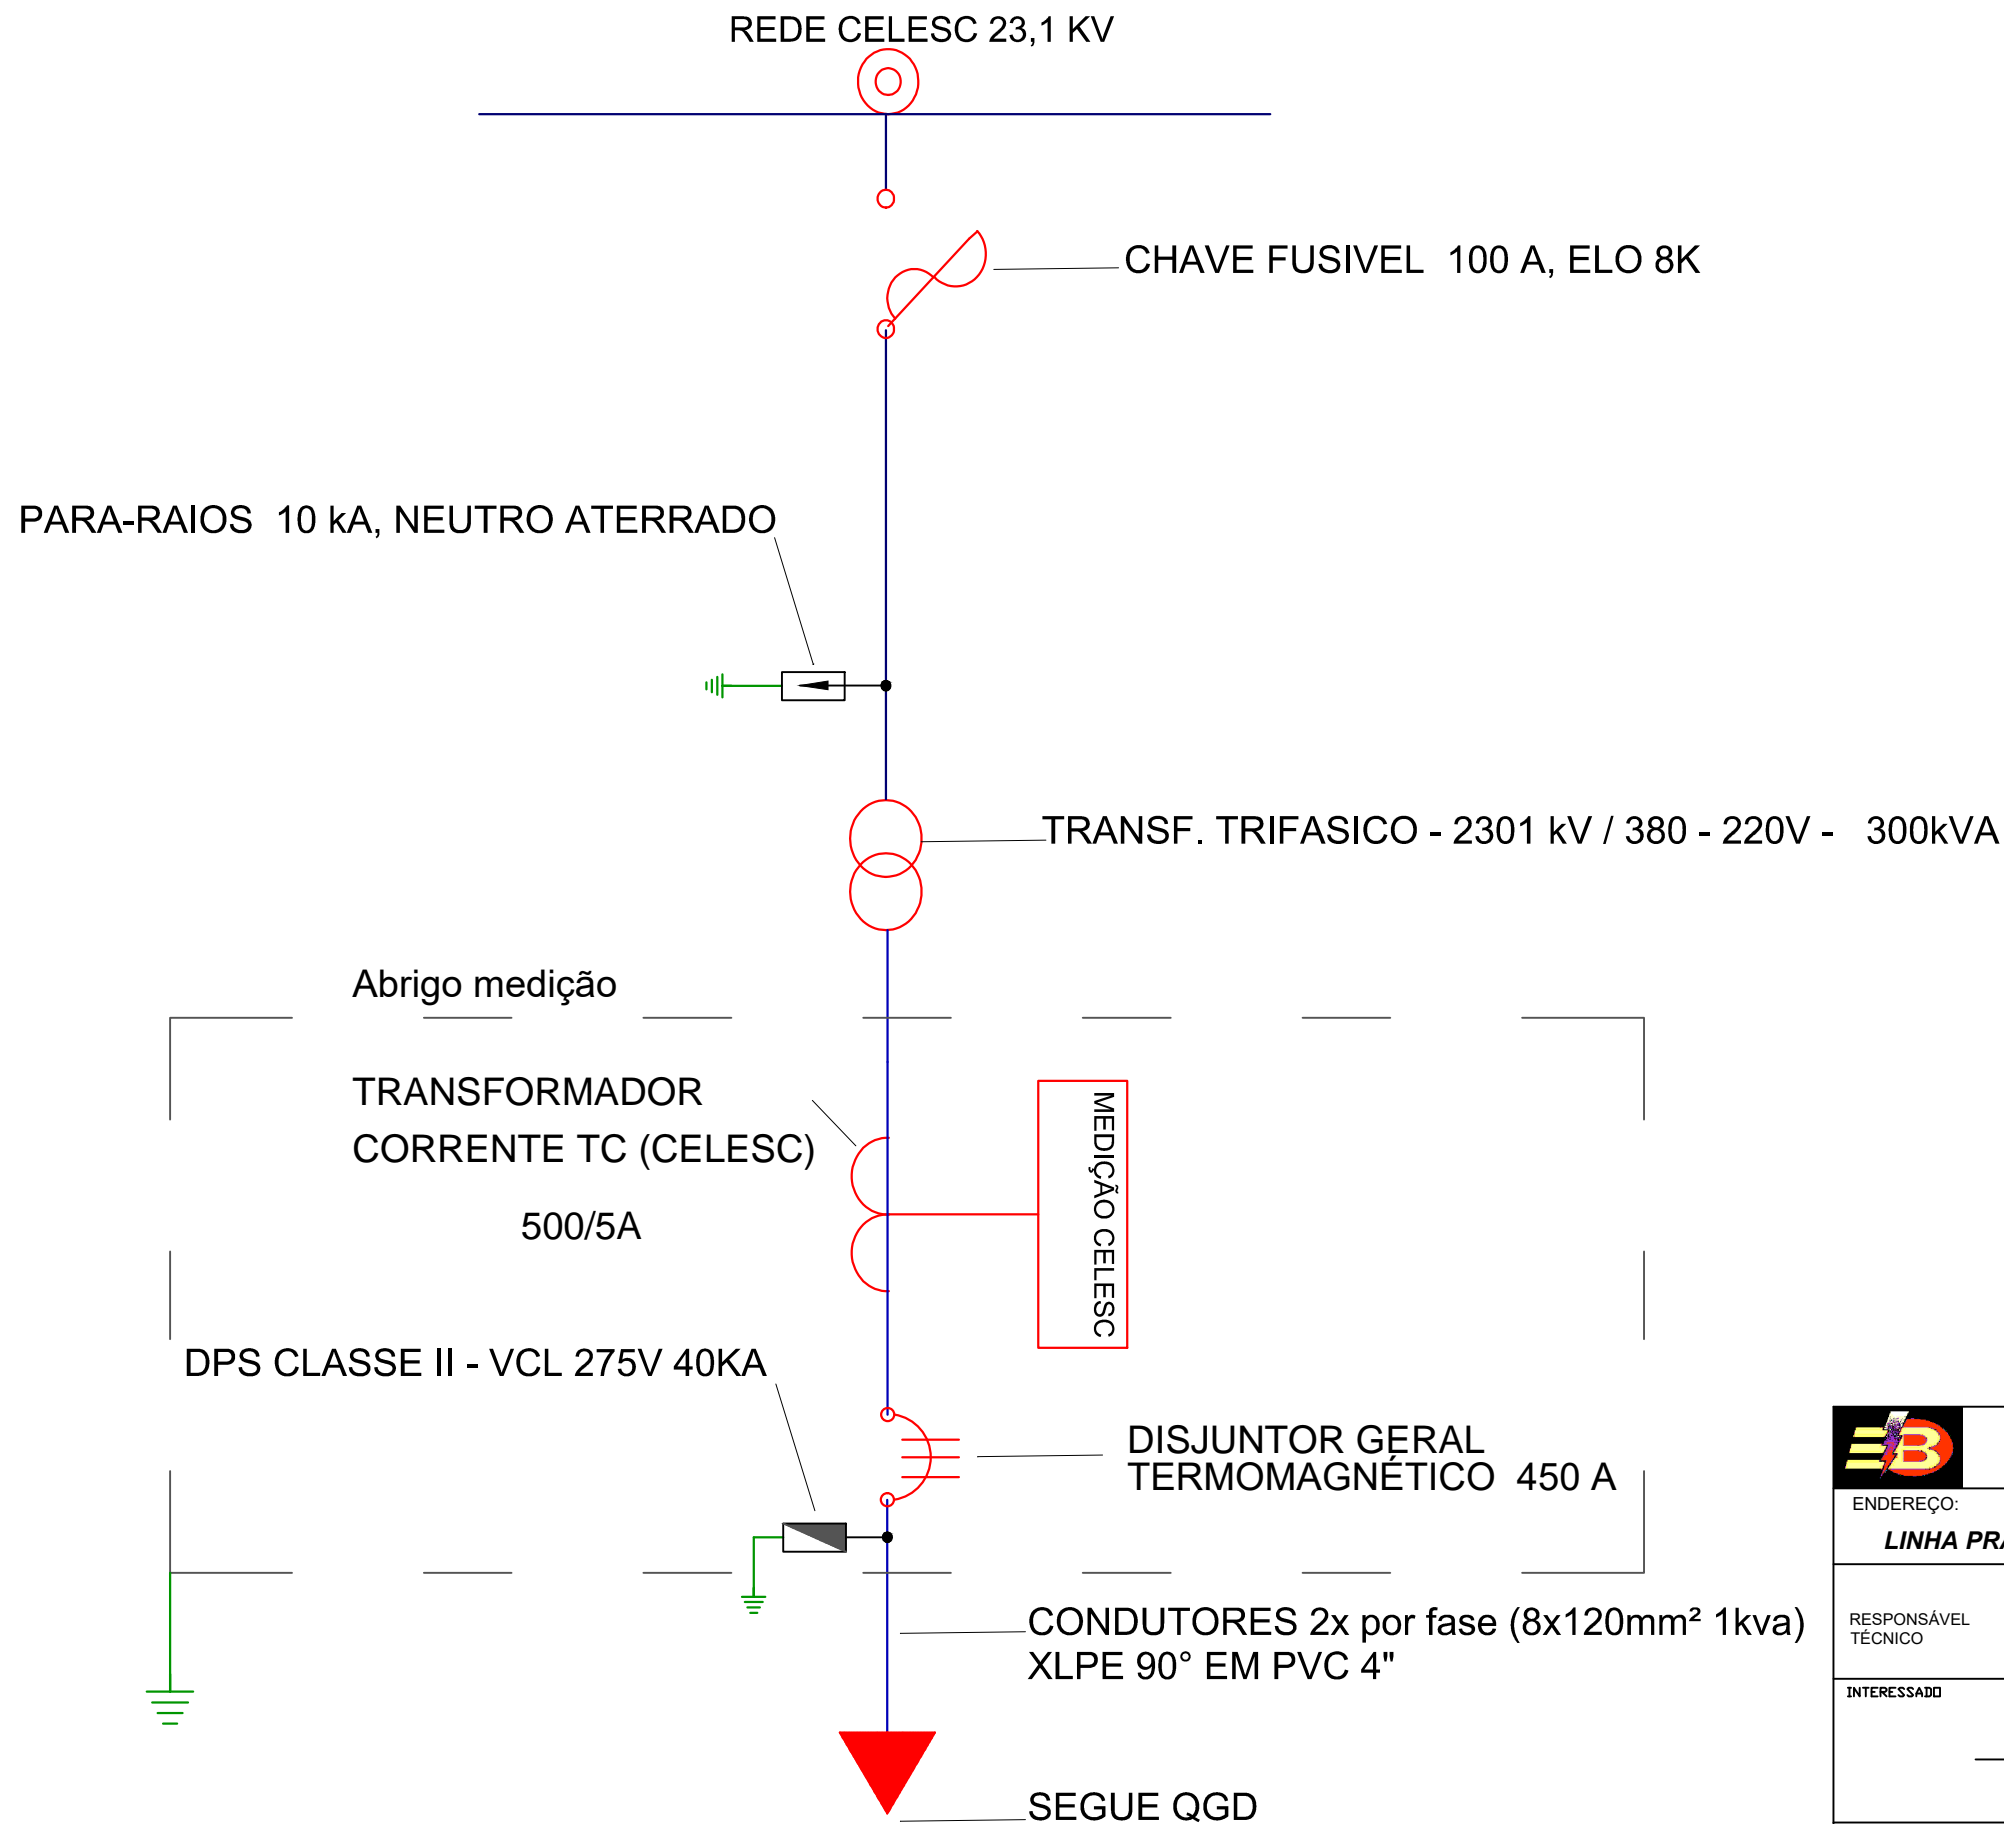 REDE CELESC 23,1 KV
CHAVE FUSIVEL 100 A, ELO 8K
PARA-RAIOS 10 kA, NEUTRO ATERRADO
TRANSF. TRIFASICO - 2301 kV / 380 - 220V - 300kVA
Abrigo medição
TRANSFORMADOR
CORRENTE TC (CELESC)
500/5A
MEDIÇÃO CELESC
DPS CLASSE II - VCL 275V 40KA
DISJUNTOR GERAL
TERMOMAGNÉTICO 450 A
CONDUTORES 2x por fase (8x120mm² 1kva)
XLPE 90° EM PVC 4"
SEGUE QGD
EB
ENDEREÇO:
LINHA PRA
RESPONSÁVEL
TÉCNICO
INTERESSADO